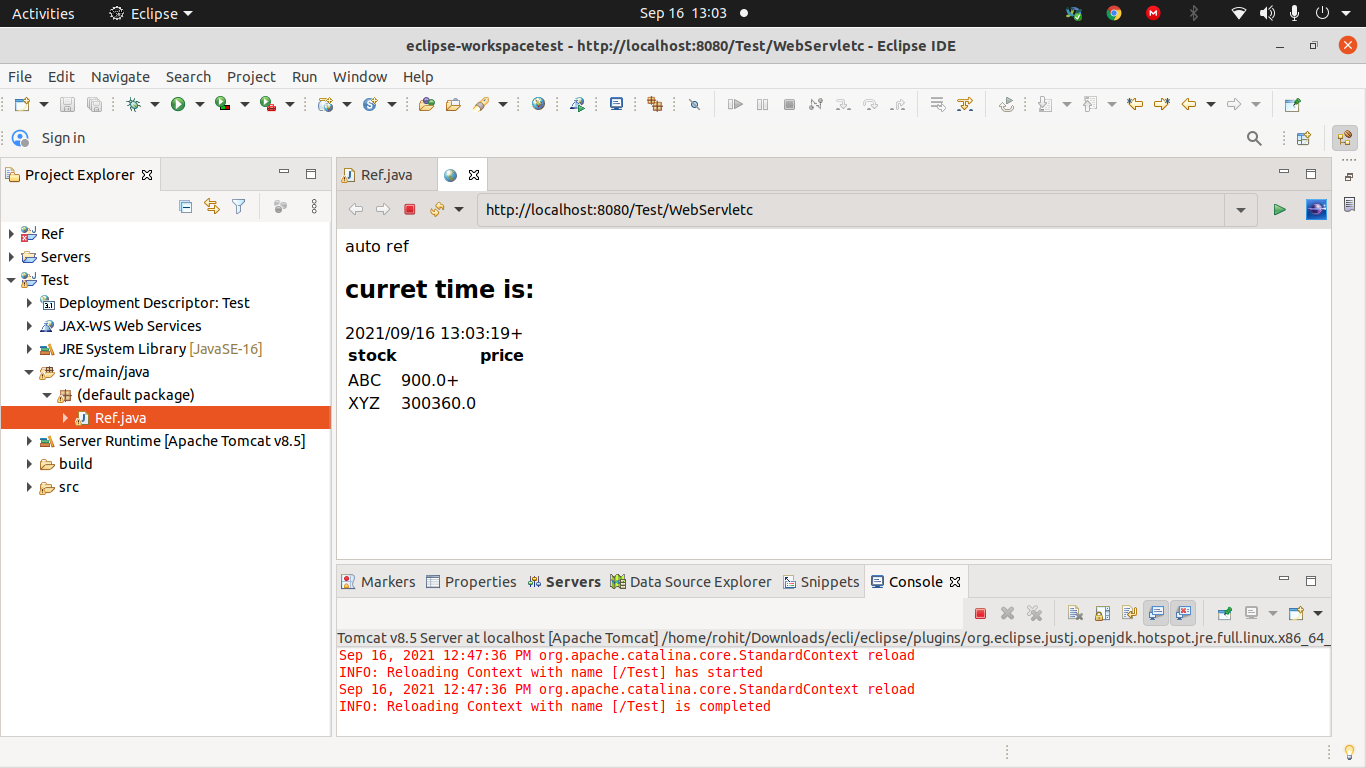 Activities Eclipse Sep 16 13:03
eclipse-workspacetest - http://localhost:8080/Test/WebServletc - Eclipse IDE
File Edit Navigate Search Project Run Window Help
Sign in
Project Explorer
Ref
Servers
Test
Deployment Descriptor: Test
JAX-WS Web Services
JRE System Library [JavaSE-16]
src/main/java
(default package)
Ref.java
Server Runtime [Apache Tomcat v8.5]
build
src
Ref.java
http://localhost:8080/Test/WebServletc
auto ref
curret time is:
2021/09/16 13:03:19+
stock price
ABC 900.0+
XYZ 300360.0
Markers Properties Servers Data Source Explorer Snippets Console
Tomcat v8.5 Server at localhost [Apache Tomcat] /home/rohit/Downloads/ecli/eclipse/plugins/org.eclipse.justj.openjdk.hotspot.jre.full.linux.x86_64_
Sep 16, 2021 12:47:36 PM org.apache.catalina.core.StandardContext reload
INFO: Reloading Context with name [/Test] has started
Sep 16, 2021 12:47:36 PM org.apache.catalina.core.StandardContext reload
INFO: Reloading Context with name [/Test] is completed